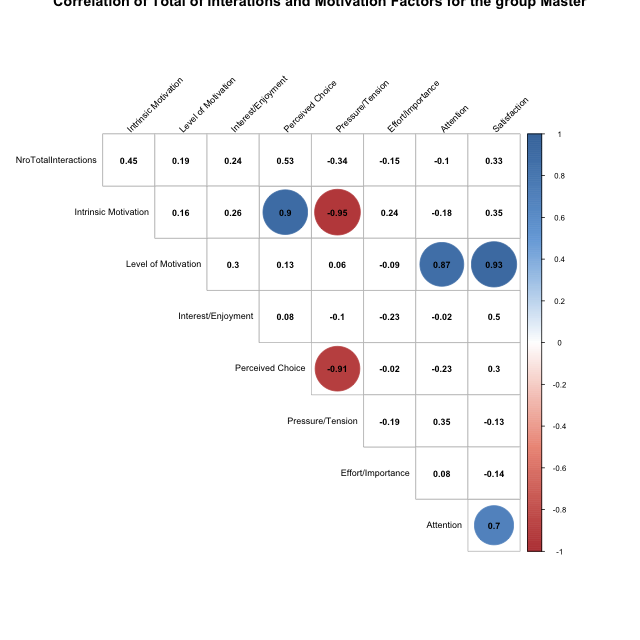 Correlation of Total of Interations and Motivation Factors for the group Master
Intrinsic Motivation
Level of Motivation
Interest/Enjoyment
Perceived Choice
Pressure/Tension
Effort/Importance
Attention
Satisfaction
NroTotalInteractions 0.45 0.19 0.24 0.53 -0.34 -0.15 -0.1 0.33
Intrinsic Motivation 0.16 0.26 0.9 -0.95 0.24 -0.18 0.35
Level of Motivation 0.3 0.13 0.06 -0.09 0.87 0.93
Interest/Enjoyment 0.08 -0.1 -0.23 -0.02 0.5
Perceived Choice -0.91 -0.02 -0.23 0.3
Pressure/Tension -0.19 0.35 -0.13
Effort/Importance 0.08 -0.14
Attention 0.7
1
0.8
0.6
0.4
0.2
0
-0.2
-0.4
-0.6
-0.8
-1